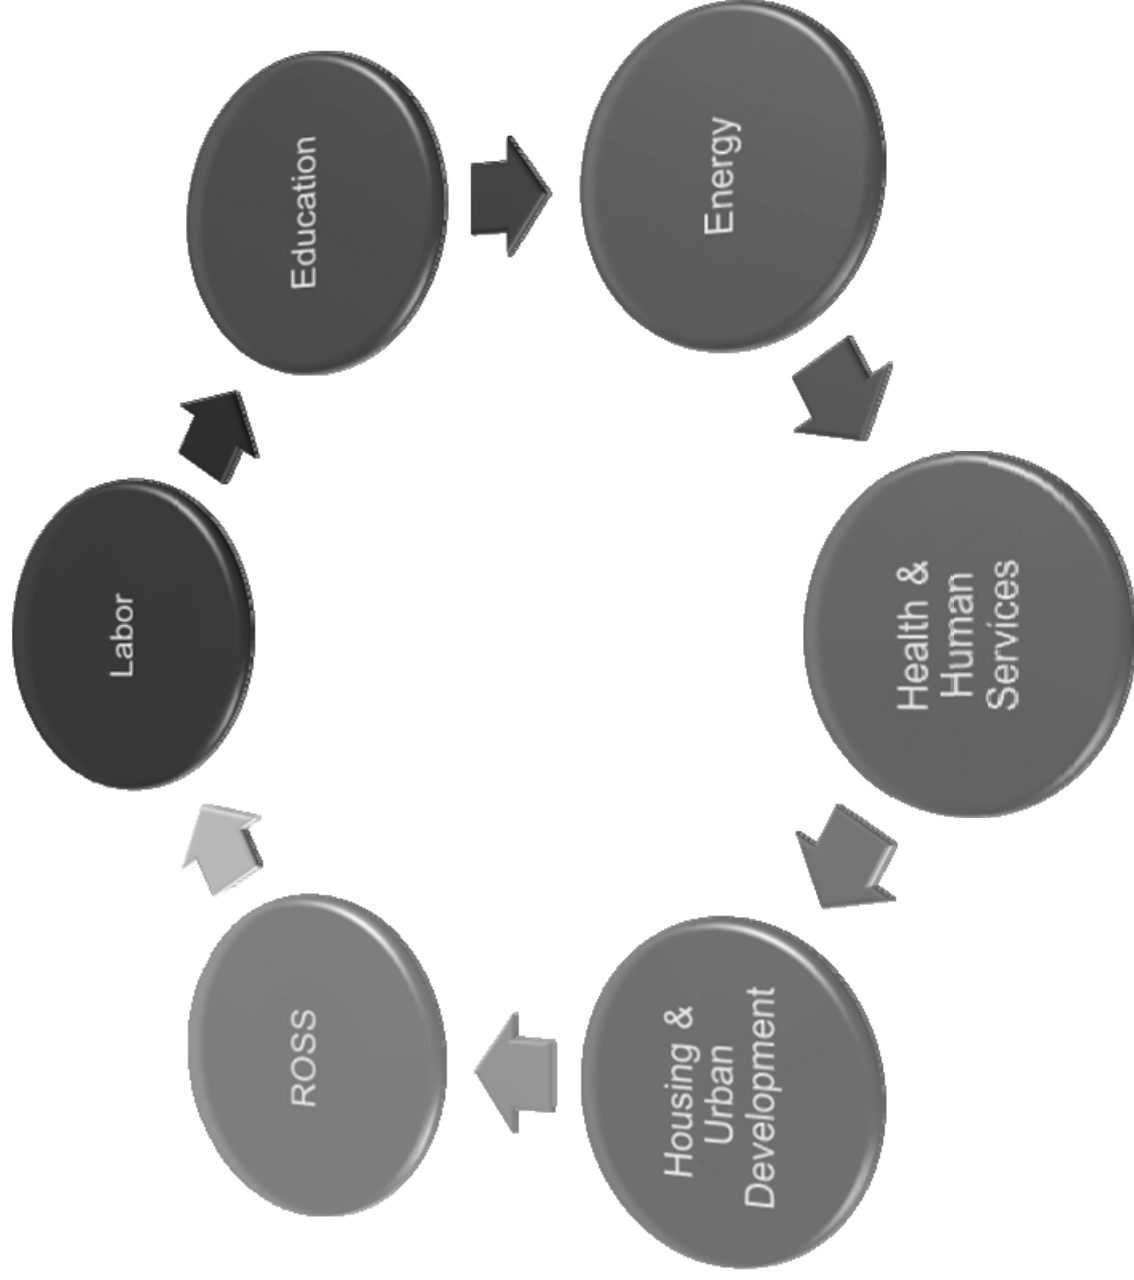 Labor
Education
Energy
Health &
Human
Services
Housing &
Urban
Development
ROSS